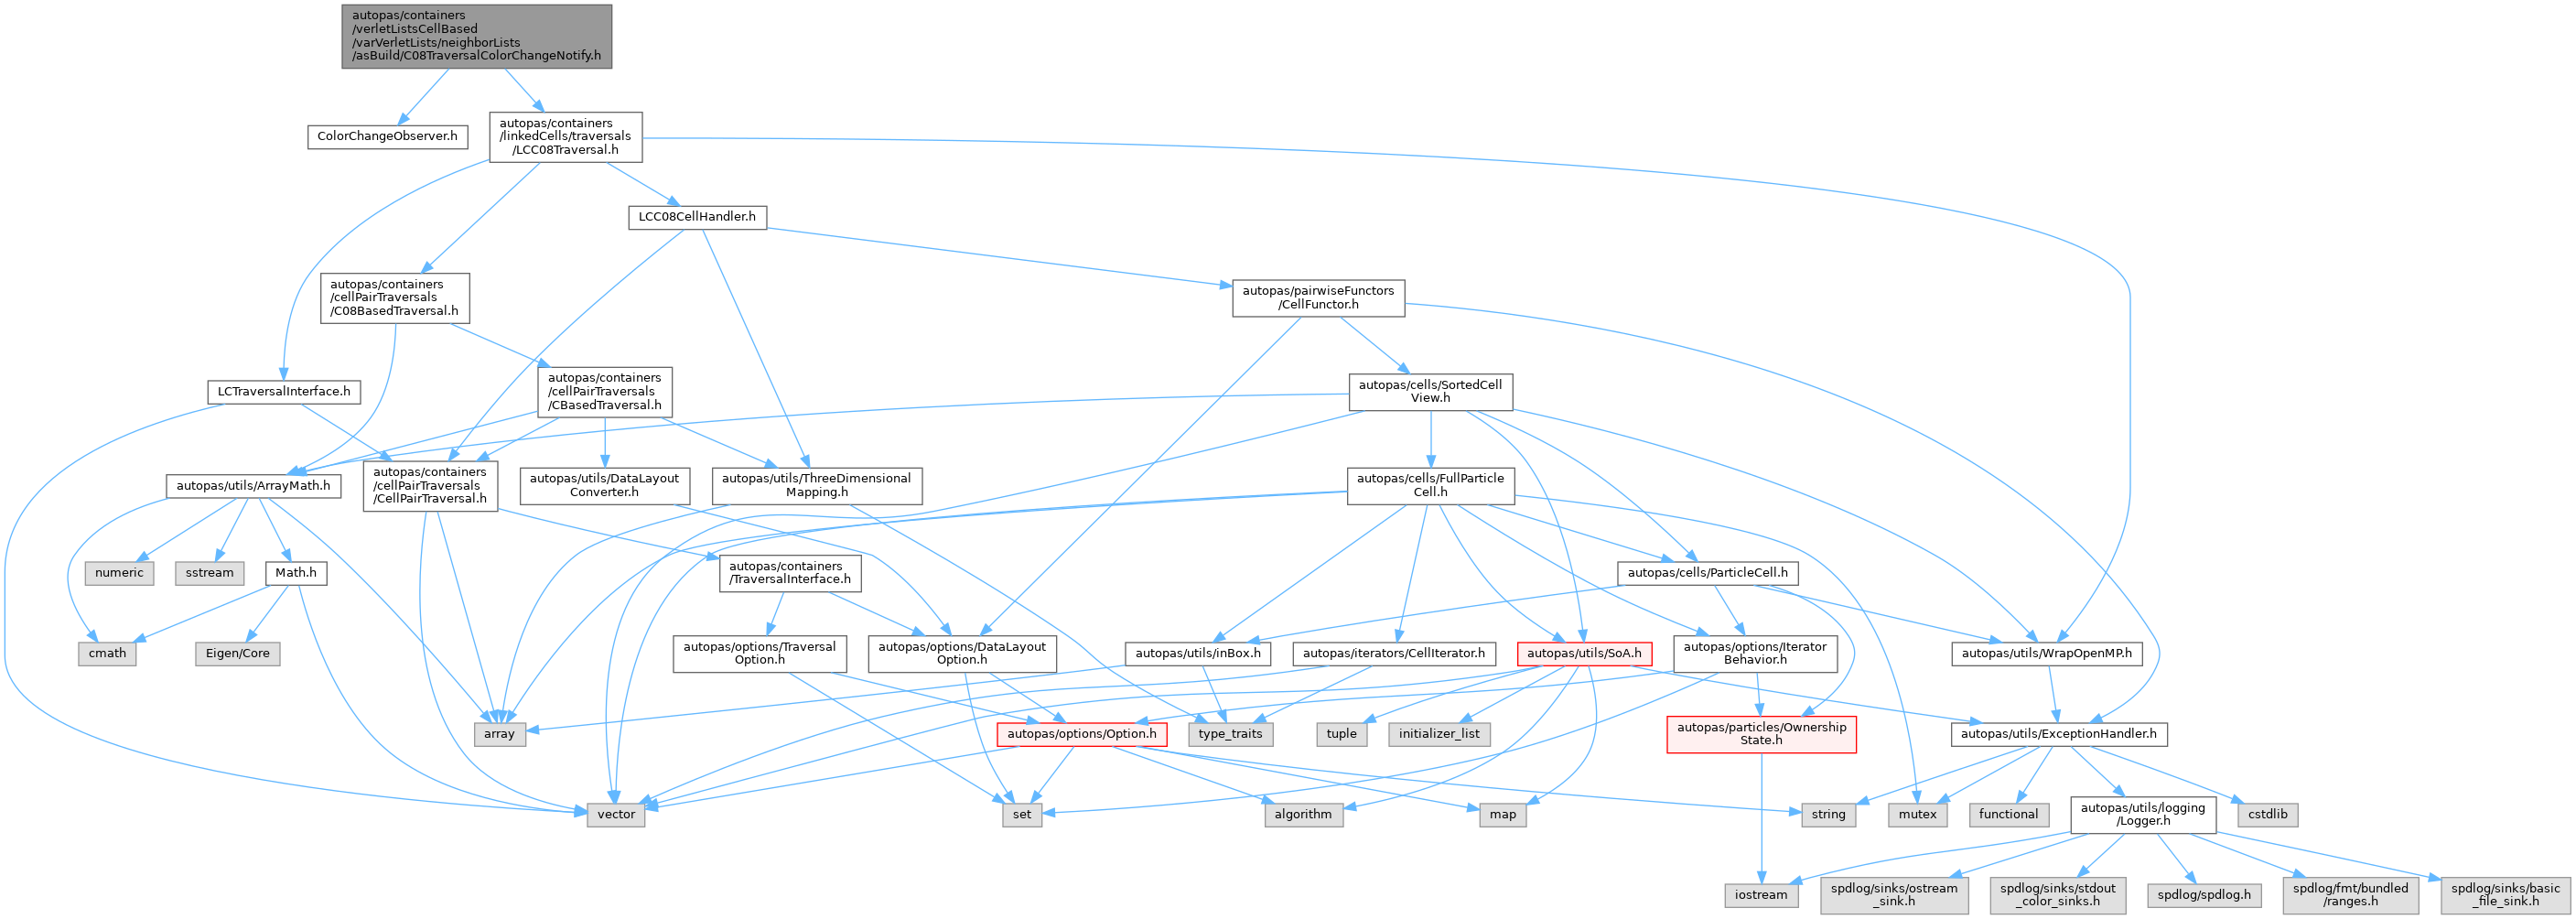 autopas/containers
/verletListsCellBased
/varVerletLists/neighborLists
/asBuild/C08TraversalColorChangeNotify.h
ColorChangeObserver.h
autopas/containers
/linkedCells/traversals
/LCC08Traversal.h
LCC08CellHandler.h
autopas/containers
/cellPairTraversals
/C08BasedTraversal.h
autopas/pairwiseFunctors
/CellFunctor.h
LCTraversalInterface.h
autopas/containers
/cellPairTraversals
/CBasedTraversal.h
autopas/cells/SortedCell
View.h
autopas/utils/ArrayMath.h
autopas/containers
/cellPairTraversals
/CellPairTraversal.h
autopas/utils/DataLayout
Converter.h
autopas/utils/ThreeDimensional
Mapping.h
autopas/cells/FullParticle
Cell.h
numeric
sstream
Math.h
autopas/containers
/TraversalInterface.h
autopas/cells/ParticleCell.h
cmath
Eigen/Core
autopas/options/Traversal
Option.h
autopas/options/DataLayout
Option.h
autopas/utils/inBox.h
autopas/iterators/CellIterator.h
autopas/utils/SoA.h
autopas/options/Iterator
Behavior.h
autopas/utils/WrapOpenMP.h
array
autopas/options/Option.h
type_traits
tuple
initializer_list
autopas/particles/Ownership
State.h
autopas/utils/ExceptionHandler.h
vector
set
algorithm
map
string
mutex
functional
autopas/utils/logging
/Logger.h
cstdlib
iostream
spdlog/sinks/ostream
_sink.h
spdlog/sinks/stdout
_color_sinks.h
spdlog/spdlog.h
spdlog/fmt/bundled
/ranges.h
spdlog/sinks/basic
_file_sink.h